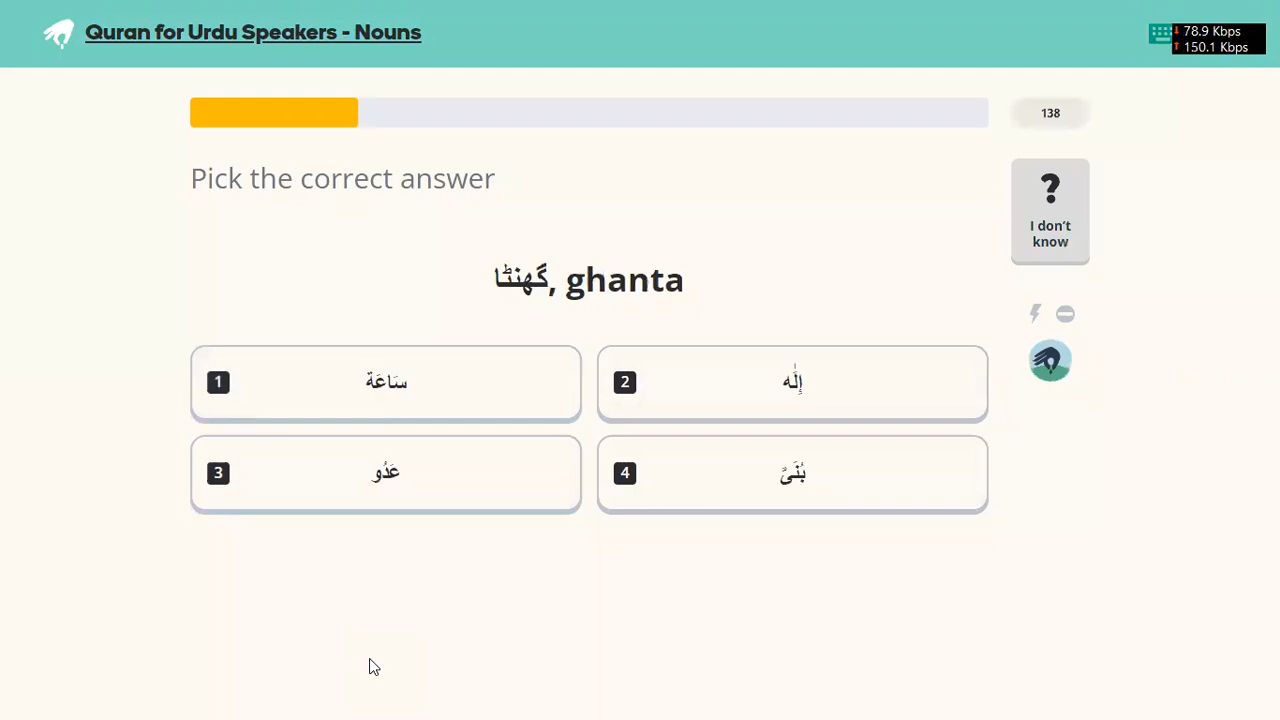 Quran for Urdu Speakers - Nouns
78.9 Kbps
150.1 Kbps
138
Pick the correct answer
?
I don't
know
گھنٹا, ghanta
1 سَاعَة
2 إِلَٰه
3 عَدُو
4 بُنَىَّ